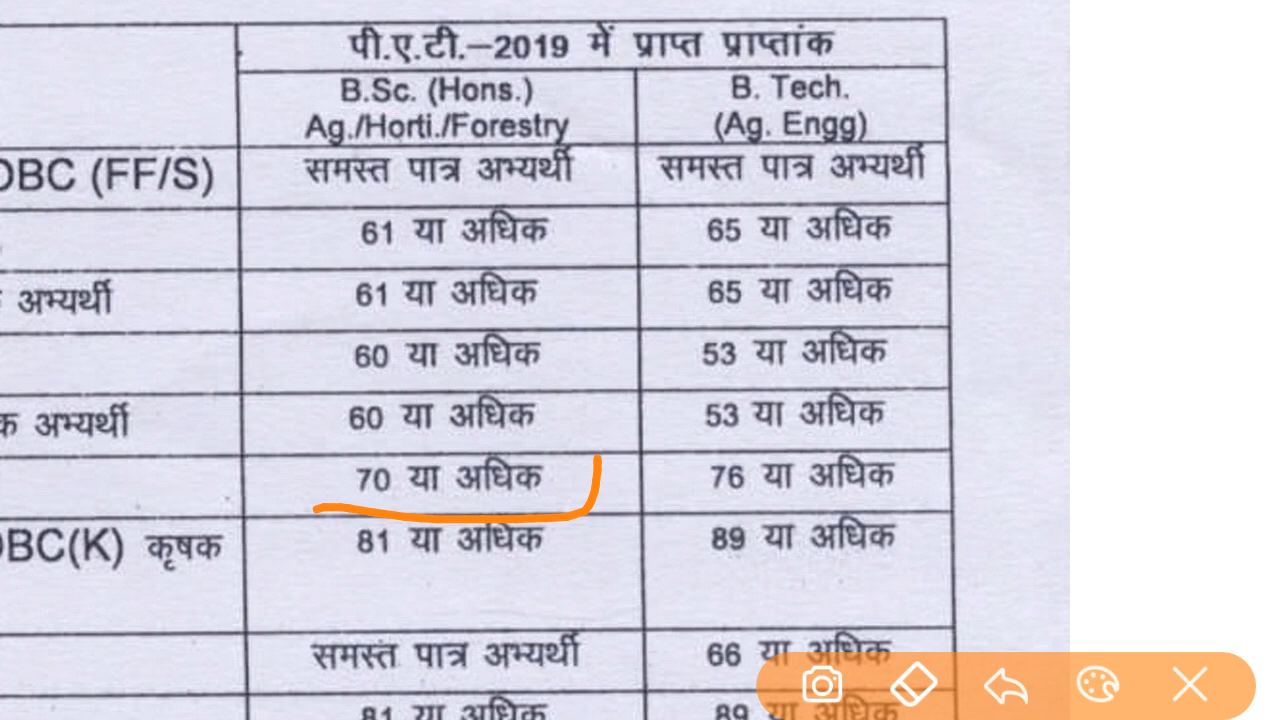 पी.ए.टी.–2019 में प्राप्त प्राप्तांक
B.Sc. (Hons.) B. Tech.
Ag./Horti./Forestry (Ag. Engg)
OBC (FF/S) समस्त पात्र अभ्यर्थी समस्त पात्र अभ्यर्थी
61 या अधिक 65 या अधिक
अभ्यर्थी 61 या अधिक 65 या अधिक
60 या अधिक 53 या अधिक
क अभ्यर्थी 60 या अधिक 53 या अधिक
70 या अधिक 76 या अधिक
OBC(K) कृषक 81 या अधिक 89 या अधिक
समस्त पात्र अभ्यर्थी 66 या अधिक
81 या अधिक 89 या अधिक